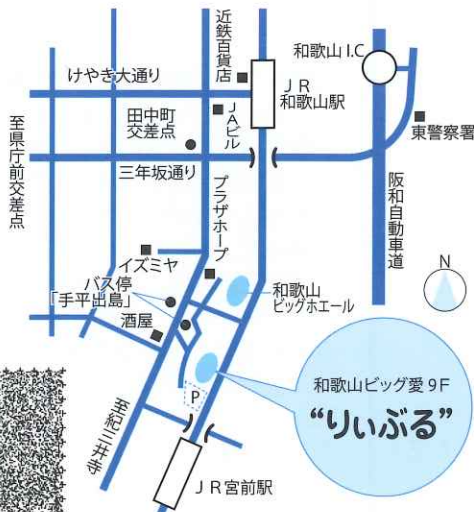 近鉄百貨店
和歌山 I.C
けやき大通り
ＪＲ
和歌山駅
ＪＡビル
田中町
交差点
東警察署
至県庁前交差点
三年坂通り
プラザホープ
阪和自動車道
イズミヤ
バス停
「手平出島」
酒屋
和歌山
ビッグホエール
N
P
和歌山ビッグ愛 9F
“りぃぶる”
至紀三井寺
ＪＲ宮前駅